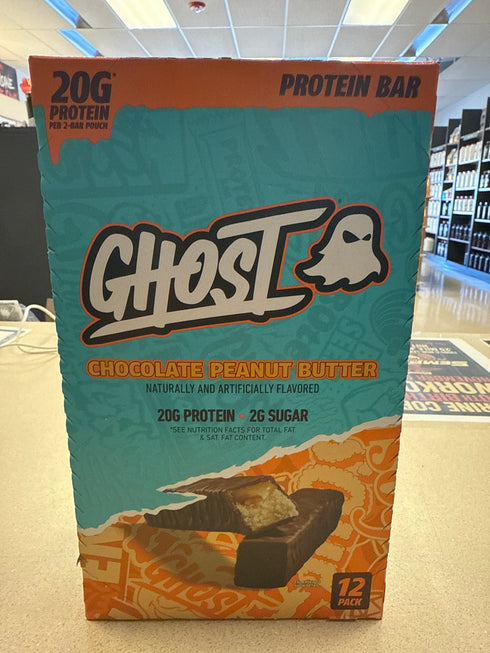 20G*
PROTEIN
PER 2-BAR POUCH
PROTEIN BAR
GHOST
CHOCOLATE PEANUT BUTTER
NATURALLY AND ARTIFICIALLY FLAVORED
20G PROTEIN • 2G SUGAR
*SEE NUTRITION FACTS FOR TOTAL FAT
& SAT. FAT CONTENT.
GHOST
12
PACK